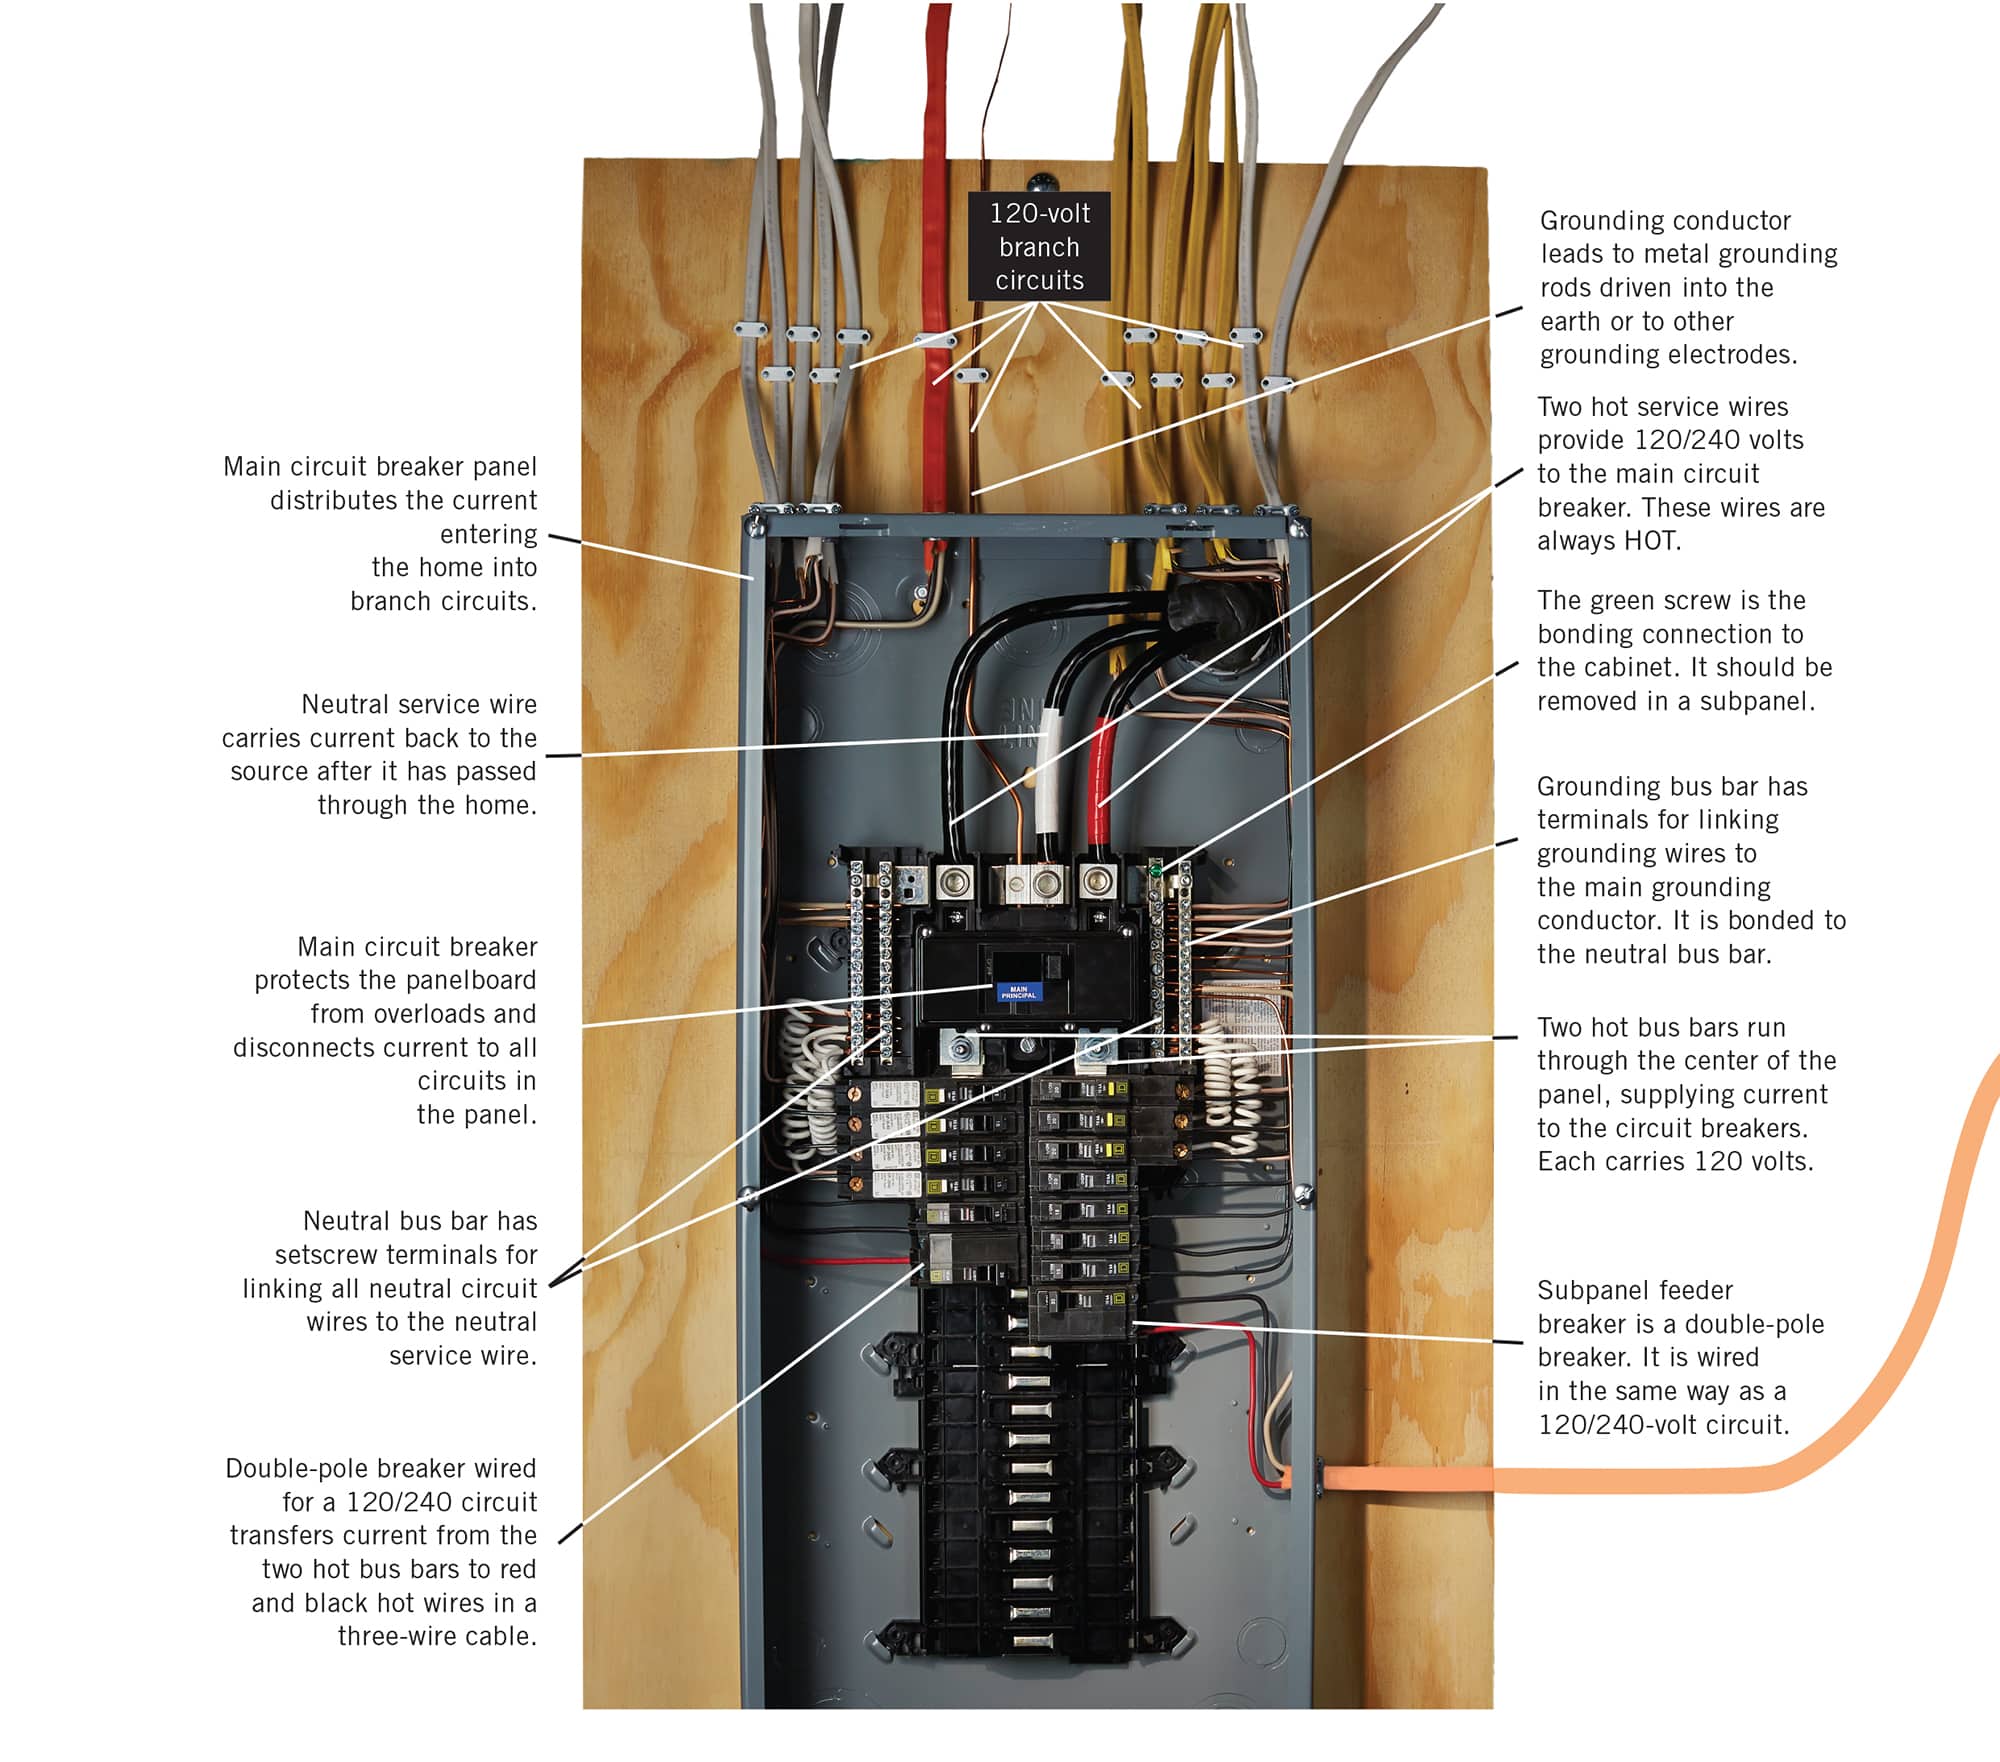 120-volt
branch
circuits
Grounding conductor
leads to metal grounding
rods driven into the
earth or to other
grounding electrodes.
Two hot service wires
provide 120/240 volts
to the main circuit
breaker. These wires are
always HOT.
The green screw is the
bonding connection to
the cabinet. It should be
removed in a subpanel.
Grounding bus bar has
terminals for linking
grounding wires to
the main grounding
conductor. It is bonded to
the neutral bus bar.
Two hot bus bars run
through the center of the
panel, supplying current
to the circuit breakers.
Each carries 120 volts.
Subpanel feeder
breaker is a double-pole
breaker. It is wired
in the same way as a
120/240-volt circuit.
Main circuit breaker panel
distributes the current
entering
the home into
branch circuits.
Neutral service wire
carries current back to the
source after it has passed
through the home.
Main circuit breaker
protects the panelboard
from overloads and
disconnects current to all
circuits in
the panel.
Neutral bus bar has
setscrew terminals for
linking all neutral circuit
wires to the neutral
service wire.
Double-pole breaker wired
for a 120/240 circuit
transfers current from the
two hot bus bars to red
and black hot wires in a
three-wire cable.
MAIN
PRINCIPAL